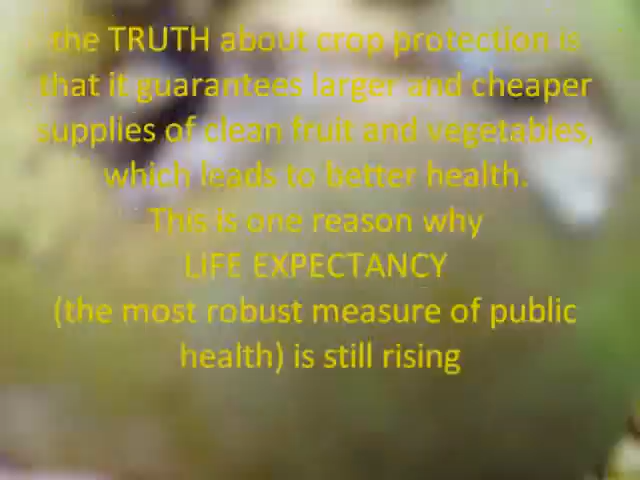 the TRUTH about crop protection is
that it guarantees larger and cheaper
supplies of clean fruit and vegetables,
which leads to better health.
This is one reason why
LIFE EXPECTANCY
(the most robust measure of public
health) is still rising